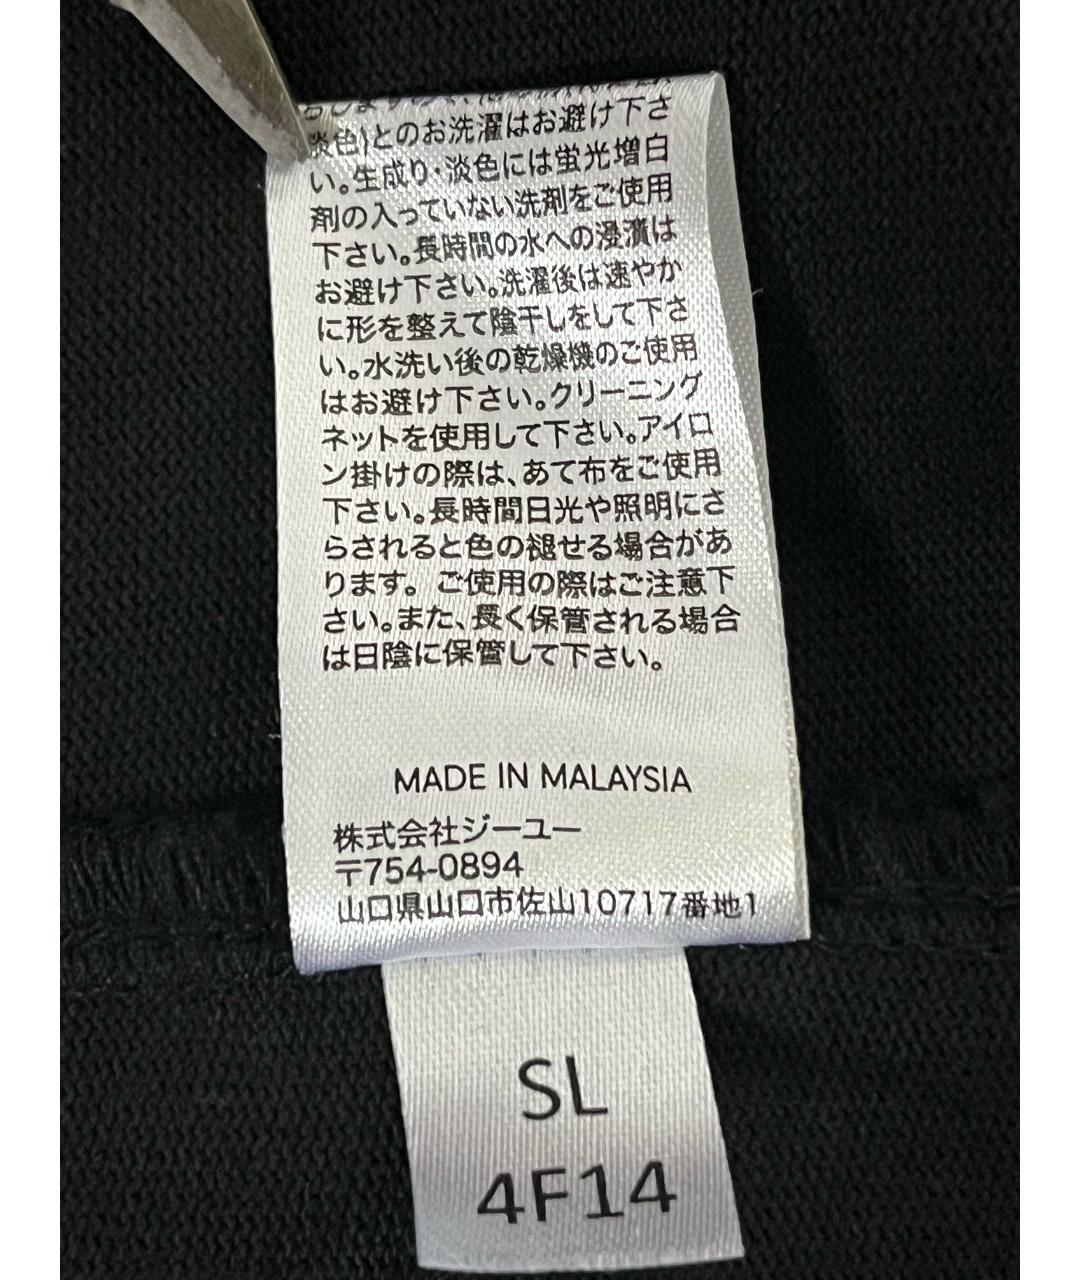 淡色)とのお洗濯はお避け下さ
い。生成り・淡色には蛍光増白
剤の入っていない洗剤をご使用
下さい。長時間の水への浸漬は
お避け下さい。洗濯後は速やか
に形を整えて陰干しをして下さ
い。水洗い後の乾燥機のご使用
はお避け下さい。クリーニング
ネットを使用して下さい。アイロ
ン掛けの際は、あて布をご使用
下さい。長時間日光や照明にさ
らされると色の褪せる場合があ
ります。ご使用の際はご注意下
さい。また、長く保管される場合
は日陰に保管して下さい。
MADE IN MALAYSIA
株式会社ジーユー
〒754-0894
山口県山口市佐山10717番地1
SL
4F14